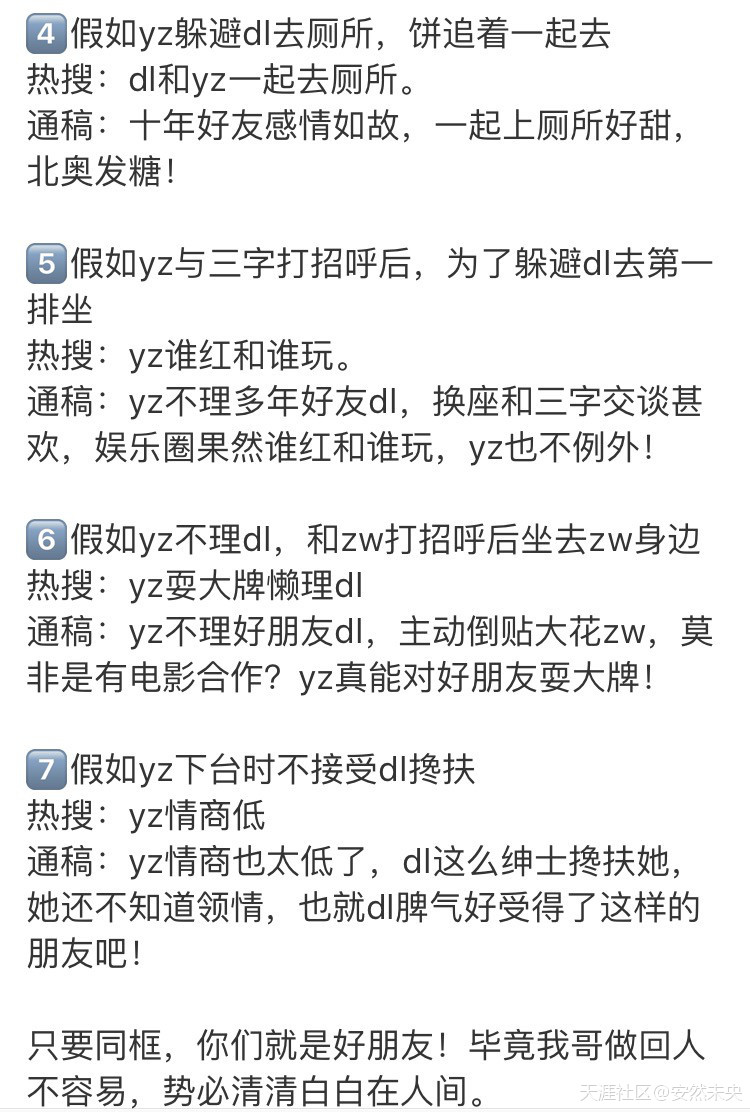 4 假如yz躲避dl去厕所，饼追着一起去
热搜：dl和yz一起去厕所。
通稿：十年好友感情如故，一起上厕所好甜，
北奥发糖！
5 假如yz与三字打招呼后，为了躲避dl去第一
排坐
热搜：yz谁红和谁玩。
通稿：yz不理多年好友dl，换座和三字交谈甚
欢，娱乐圈果然谁红和谁玩，yz也不例外！
6 假如yz不理dl，和zw打招呼后坐去zw身边
热搜：yz耍大牌懒理dl
通稿：yz不理好朋友dl，主动倒贴大花zw，莫
非是有电影合作？yz真能对好朋友耍大牌！
7 假如yz下台时不接受dl搀扶
热搜：yz情商低
通稿：yz情商也太低了，dl这么绅士搀扶她，
她还不知道领情，也就dl脾气好受得了这样的
朋友吧！
只要同框，你们就是好朋友！毕竟我哥做回人
不容易，势必清清白白在人间。
天涯社区@安然未央